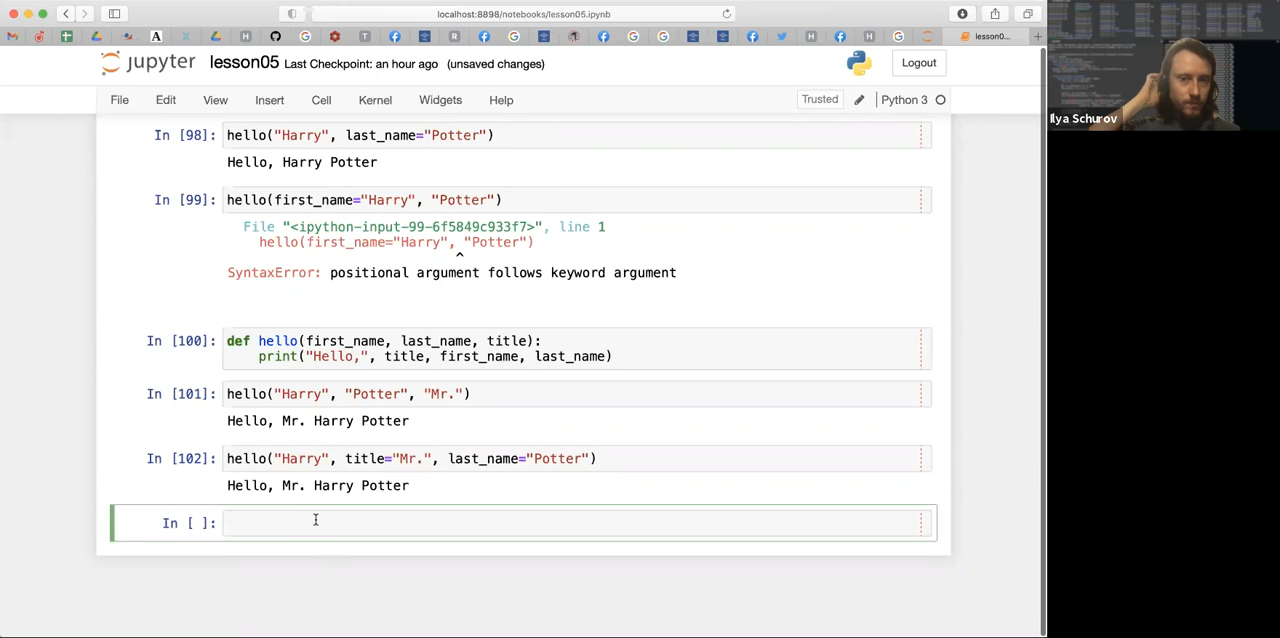 localhost:8898/notebooks/lesson05.ipynb
lesson0...
jupyter lesson05 Last Checkpoint: an hour ago (unsaved changes)
Logout
File Edit View Insert Cell Kernel Widgets Help
Trusted Python 3
In [98]: hello("Harry", last_name="Potter")
Hello, Harry Potter
In [99]: hello(first_name="Harry", "Potter")
File "<ipython-input-99-6f5849c933f7>", line 1
hello(first_name="Harry", "Potter")
^
SyntaxError: positional argument follows keyword argument
In [100]: def hello(first_name, last_name, title):
print("Hello,", title, first_name, last_name)
In [101]: hello("Harry", "Potter", "Mr.")
Hello, Mr. Harry Potter
In [102]: hello("Harry", title="Mr.", last_name="Potter")
Hello, Mr. Harry Potter
In [ ]:
Ilya Schurov